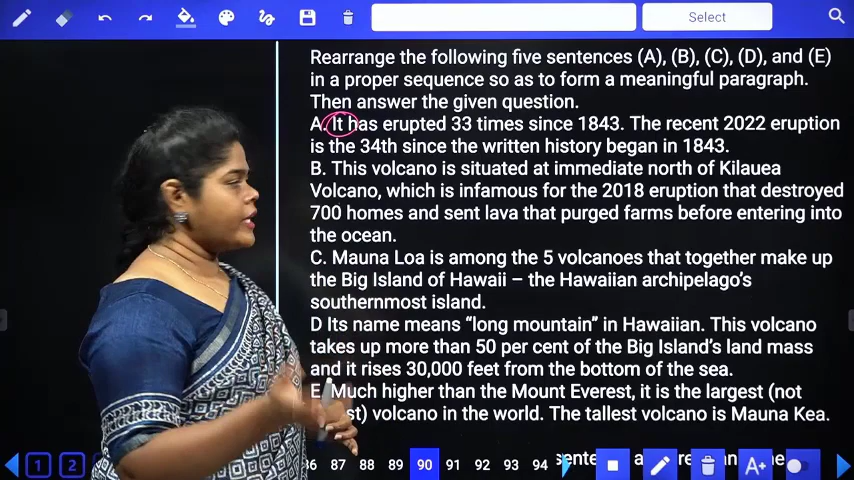 Select
Rearrange the following five sentences (A), (B), (C), (D), and (E)
in a proper sequence so as to form a meaningful paragraph.
Then answer the given question.
A. It has erupted 33 times since 1843. The recent 2022 eruption
is the 34th since the written history began in 1843.
B. This volcano is situated at immediate north of Kilauea
Volcano, which is infamous for the 2018 eruption that destroyed
700 homes and sent lava that purged farms before entering into
the ocean.
C. Mauna Loa is among the 5 volcanoes that together make up
the Big Island of Hawaii – the Hawaiian archipelago's
southernmost island.
D Its name means “long mountain” in Hawaiian. This volcano
takes up more than 50 per cent of the Big Island's land mass
and it rises 30,000 feet from the bottom of the sea.
E. Much higher than the Mount Everest, it is the largest (not
volcano in the world. The tallest volcano is Mauna Kea.
1 2 87 88 89 90 91 92 93 94